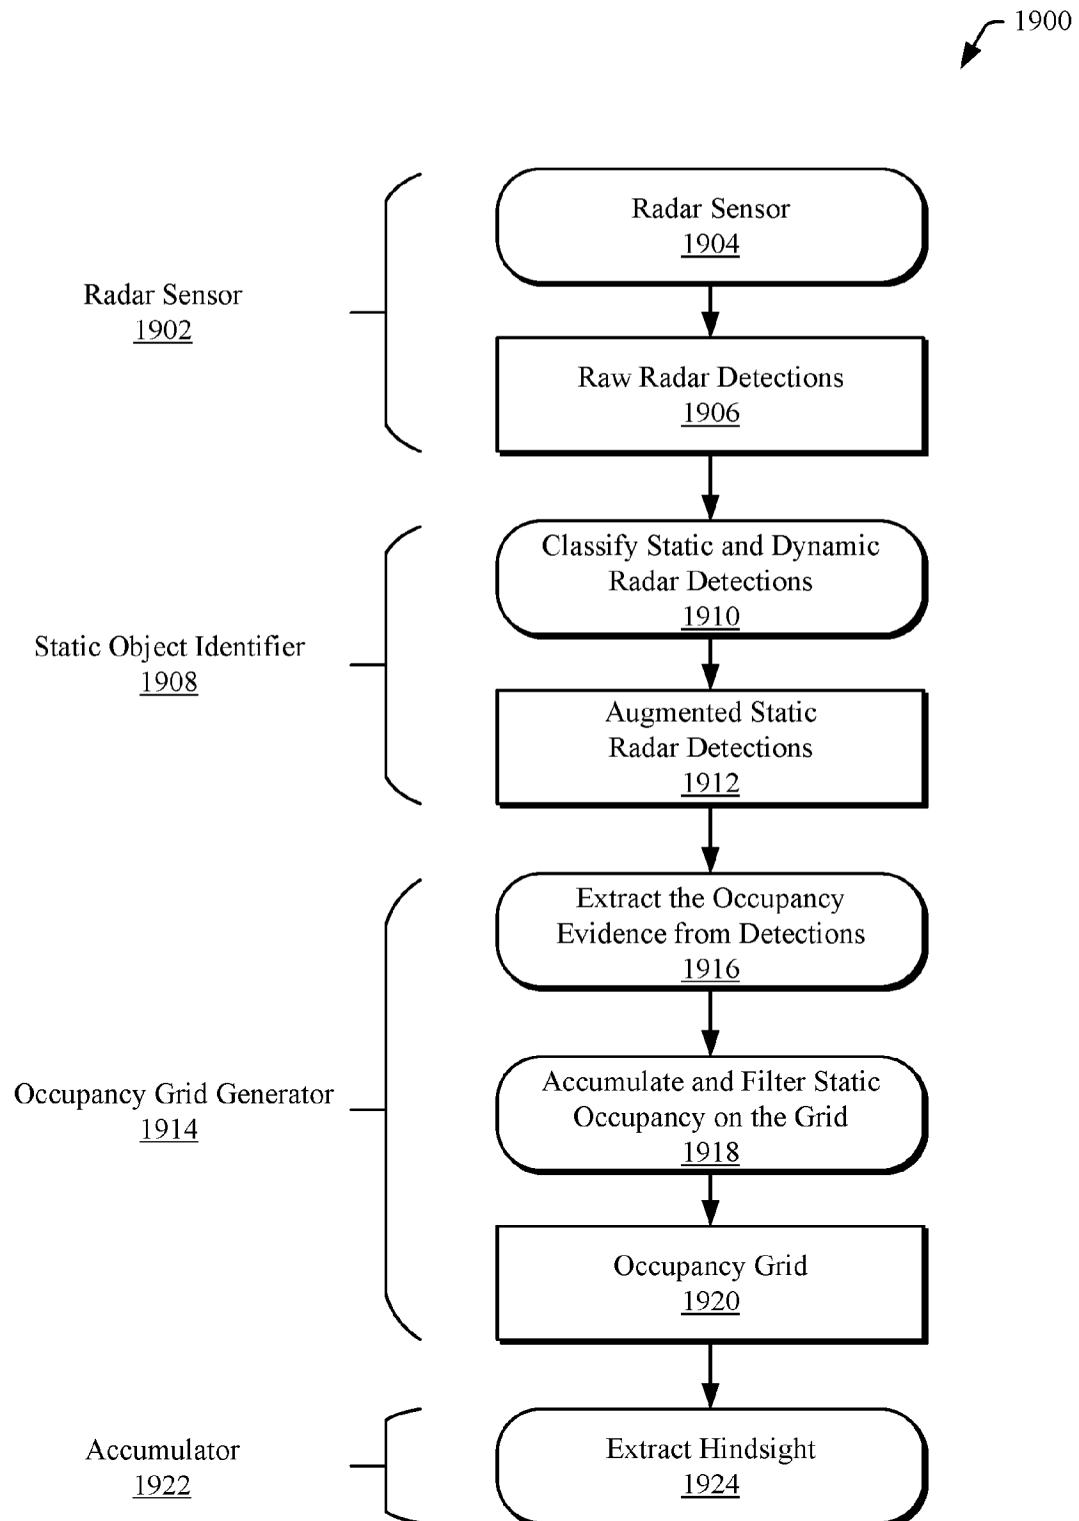 1900
Radar Sensor
1904
Radar Sensor
1902
Raw Radar Detections
1906
Classify Static and Dynamic
Radar Detections
1910
Static Object Identifier
1908
Augmented Static
Radar Detections
1912
Extract the Occupancy
Evidence from Detections
1916
Occupancy Grid Generator
1914
Accumulate and Filter Static
Occupancy on the Grid
1918
Occupancy Grid
1920
Accumulator
1922
Extract Hindsight
1924